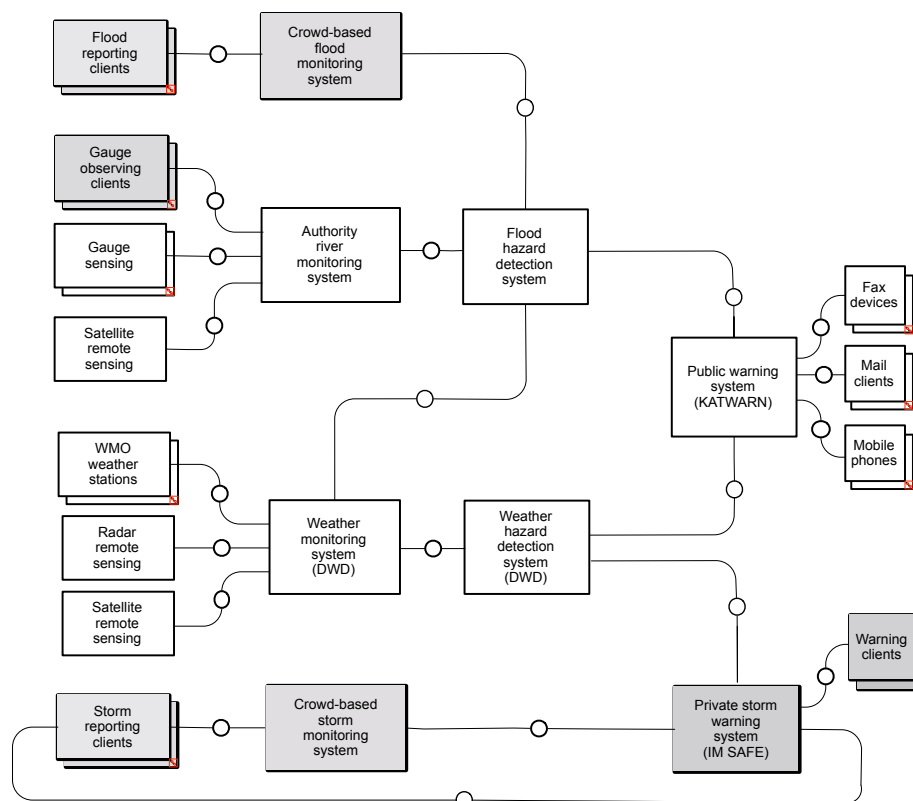 Flood
reporting
clients
Crowd-based
flood
monitoring
system
Gauge
observing
clients
Gauge
sensing
Satellite
remote
sensing
Authority
river
monitoring
system
Flood
hazard
detection
system
Public warning
system
(KATWARN)
Fax
devices
Mail
clients
Mobile
phones
WMO
weather
stations
Radar
remote
sensing
Satellite
remote
sensing
Weather
monitoring
system
(DWD)
Weather
hazard
detection
system
(DWD)
Warning
clients
Storm
reporting
clients
Crowd-based
storm
monitoring
system
Private storm
warning
system
(IM SAFE)